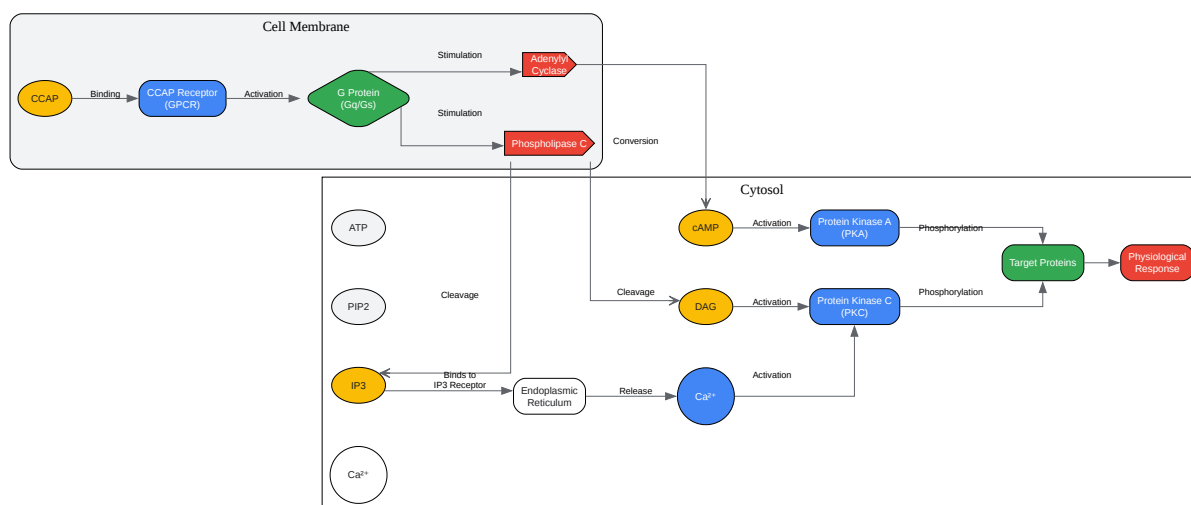 Cell Membrane
Stimulation
Adenylyl
Cyclase
CCAP
Binding
CCAP Receptor
(GPCR)
Activation
G Protein
(Gq/Gs)
Stimulation
Phospholipase C
Conversion
Cytosol
ATP
cAMP
Activation
Protein Kinase A
(PKA)
Phosphorylation
Target Proteins
Physiological
Response
PIP2
Cleavage
Cleavage
DAG
Activation
Protein Kinase C
(PKC)
Phosphorylation
IP3
Binds to
IP3 Receptor
Endoplasmic
Reticulum
Release
Ca²⁺
Activation
Ca²⁺